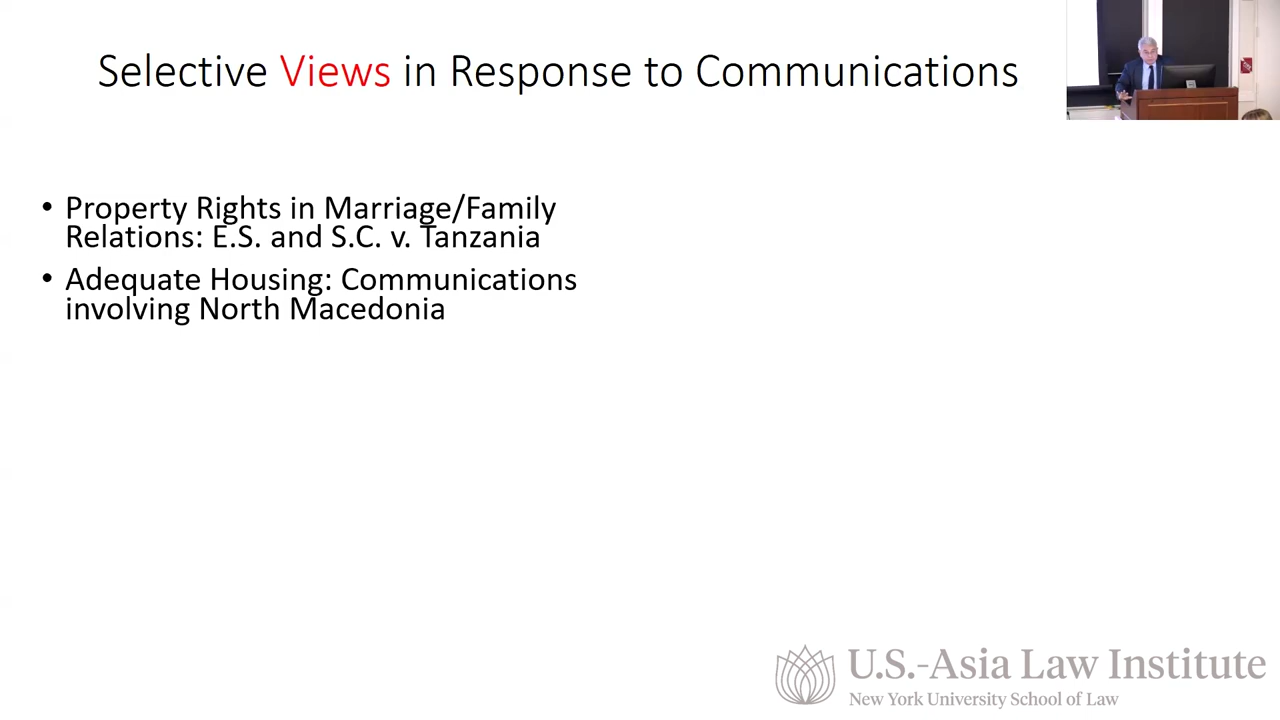 Selective Views in Response to Communications
• Property Rights in Marriage/Family
Relations: E.S. and S.C. v. Tanzania
• Adequate Housing: Communications
involving North Macedonia
U.S.-Asia Law Institute
New York University School of Law